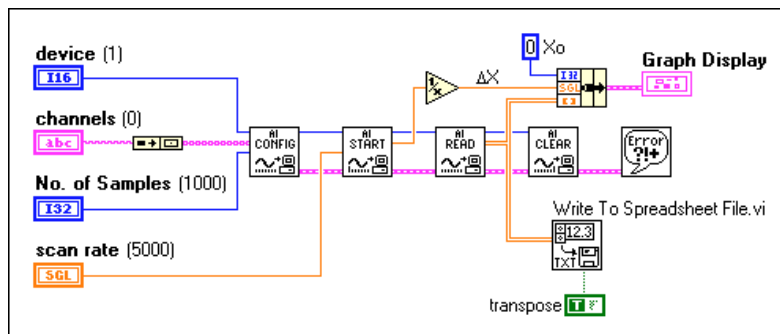 device (1)
I16
channels (0)
abc
No. of Samples (1000)
I32
scan rate (5000)
SGL
AI
CONFIG
AI
START
1/x
ΔX
0 Xo
I32
SGL
AI
READ
AI
CLEAR
Error
?!+
Graph Display
Write To Spreadsheet File.vi
12.3
TXT
transpose T F